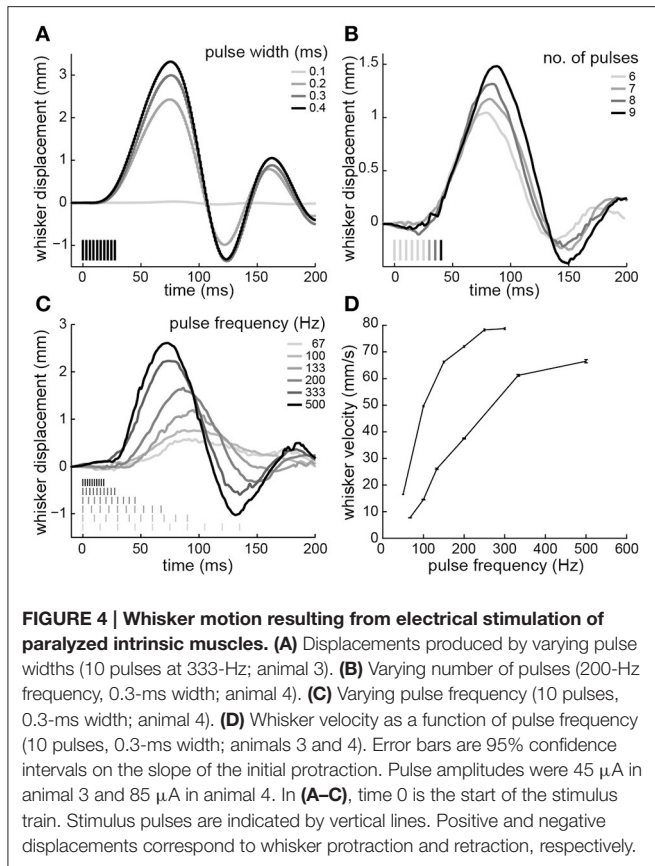 A
pulse width (ms)
0.1
0.2
0.3
0.4
whisker displacement (mm)
3
2
1
0
−1
0
50
100
150
200
time (ms)
B
no. of pulses
6
7
8
9
whisker displacement (mm)
1.5
1
0.5
0
0
50
100
150
200
time (ms)
C
pulse frequency (Hz)
67
100
133
200
333
500
whisker displacement (mm)
3
2
1
0
−1
0
50
100
150
200
time (ms)
D
whisker velocity (mm/s)
80
70
60
50
40
30
20
10
0
0
100
200
300
400
500
600
pulse frequency (Hz)
FIGURE 4 | Whisker motion resulting from electrical stimulation of
paralyzed intrinsic muscles. (A) Displacements produced by varying pulse
widths (10 pulses at 333-Hz; animal 3). (B) Varying number of pulses (200-Hz
frequency, 0.3-ms width; animal 4). (C) Varying pulse frequency (10 pulses,
0.3-ms width; animal 4). (D) Whisker velocity as a function of pulse frequency
(10 pulses, 0.3-ms width; animals 3 and 4). Error bars are 95% confidence
intervals on the slope of the initial protraction. Pulse amplitudes were 45 μA in
animal 3 and 85 μA in animal 4. In (A–C), time 0 is the start of the stimulus
train. Stimulus pulses are indicated by vertical lines. Positive and negative
displacements correspond to whisker protraction and retraction, respectively.